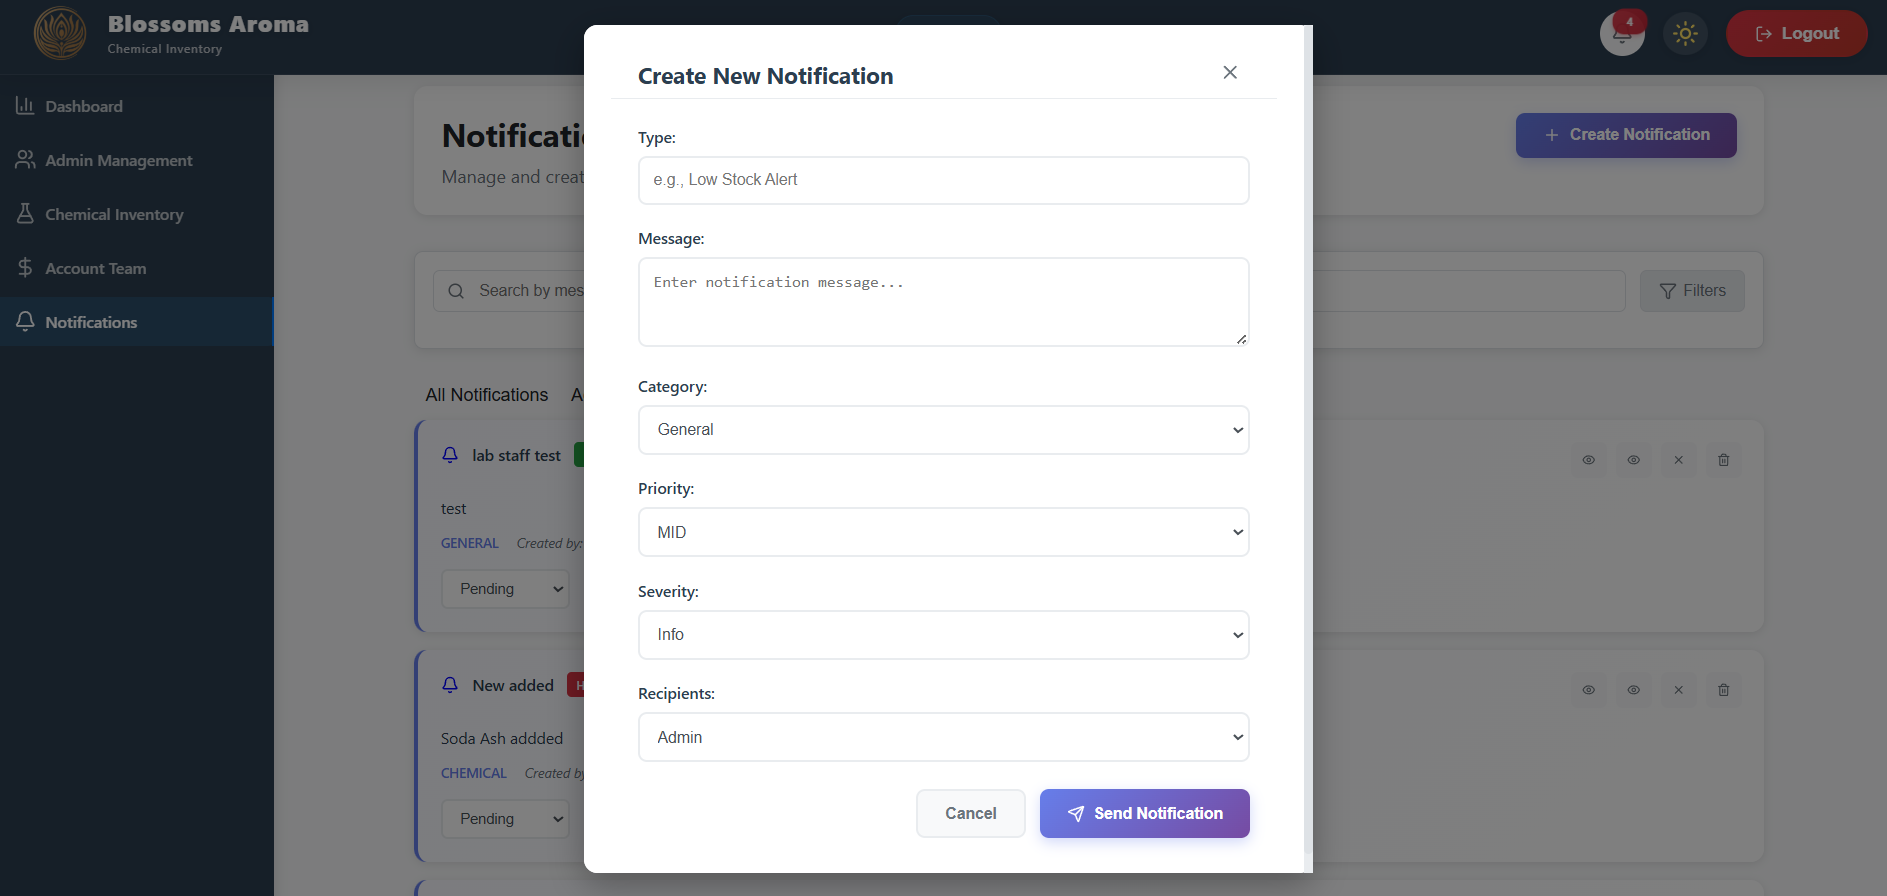 Blossoms Aroma
Chemical Inventory
4
Logout
Dashboard
Admin Management
Chemical Inventory
Account Team
Notifications
Create Notification
Manage and
Search by
Filters
All Notifications
lab staff test
test
GENERAL Created by:
Pending
New added
Soda Ash addded
CHEMICAL Created
Pending
Create New Notification
Type:
e.g., Low Stock Alert
Message:
Enter notification message...
Category:
General
Priority:
MID
Severity:
Info
Recipients:
Admin
Cancel
Send Notification